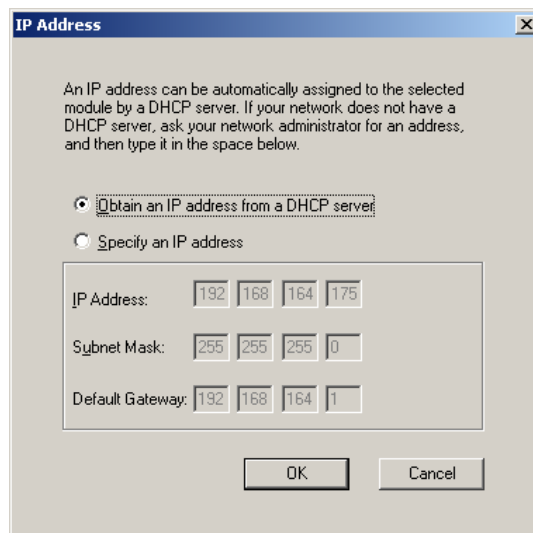 IP Address
An IP address can be automatically assigned to the selected
module by a DHCP server. If your network does not have a
DHCP server, ask your network administrator for an address,
and then type it in the space below.
Obtain an IP address from a DHCP server
Specify an IP address
IP Address: 192 168 164 175
Subnet Mask: 255 255 255 0
Default Gateway: 192 168 164 1
OK Cancel